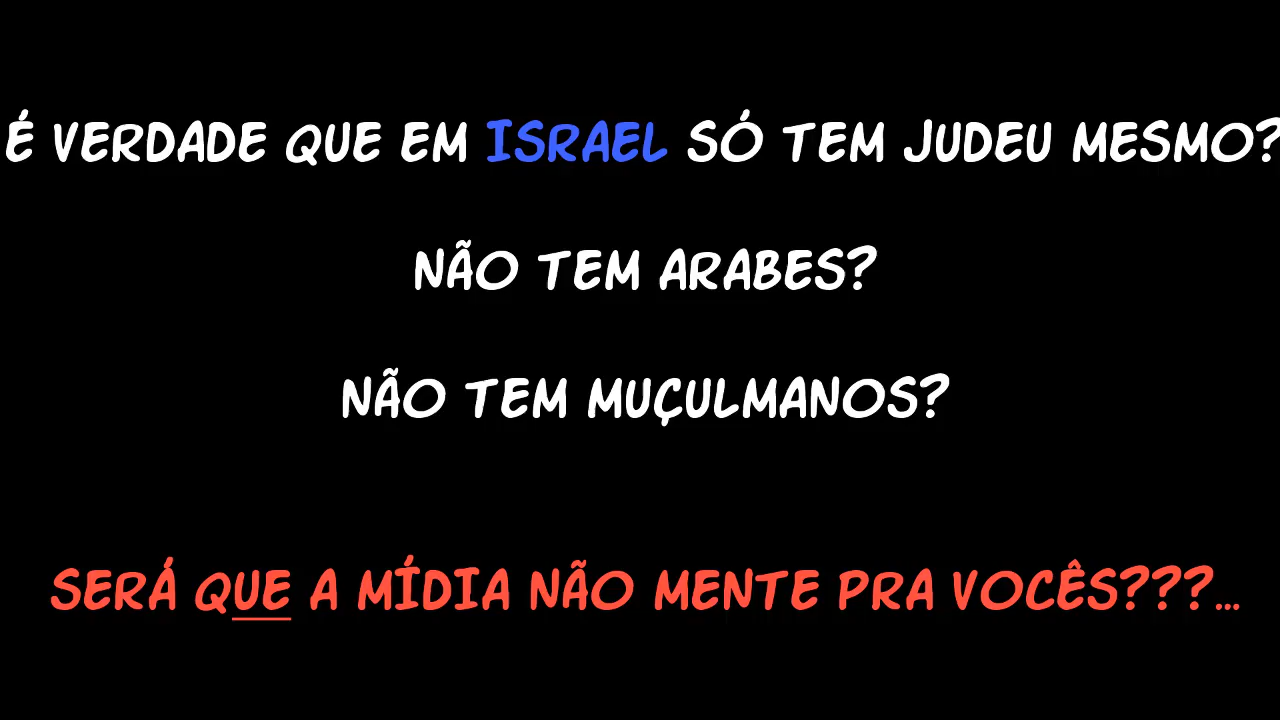 É VERDADE QUE EM ISRAEL SÓ TEM JUDEU MESMO?
NÃO TEM ARABES?
NÃO TEM MUÇULMANOS?
SERÁ QUE A MÍDIA NÃO MENTE PRA VOCÊS???...